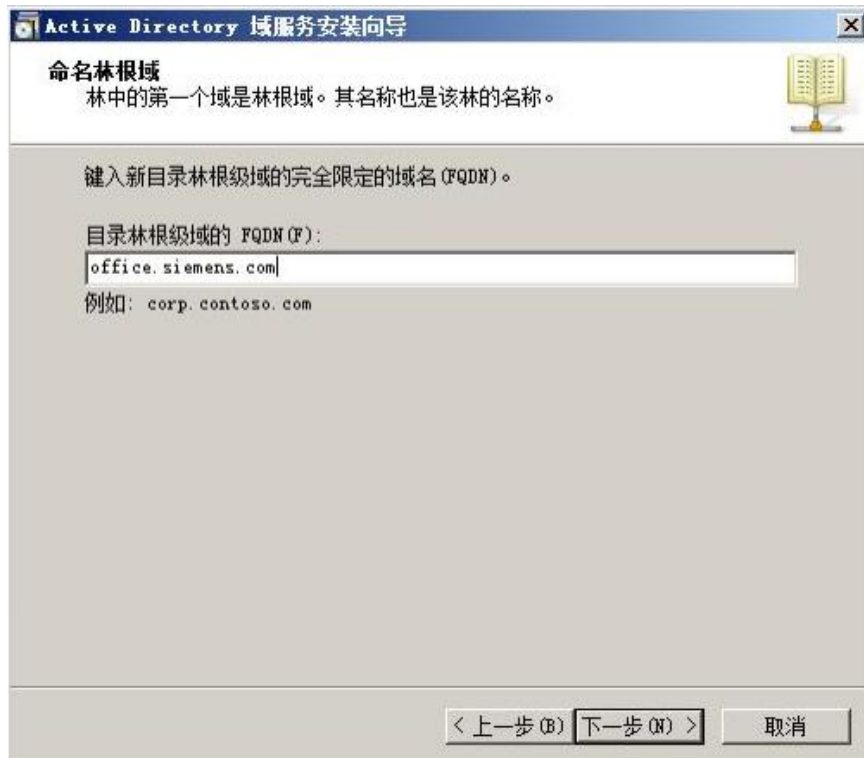 Active Directory 域服务安装向导
命名林根域
林中的第一个域是林根域。其名称也是该林的名称。
键入新目录林根级域的完全限定的域名(FQDN)。
目录林根级域的 FQDN(F):
office.siemens.com
例如: corp.contoso.com
< 上一步(B) 下一步(N) > 取消